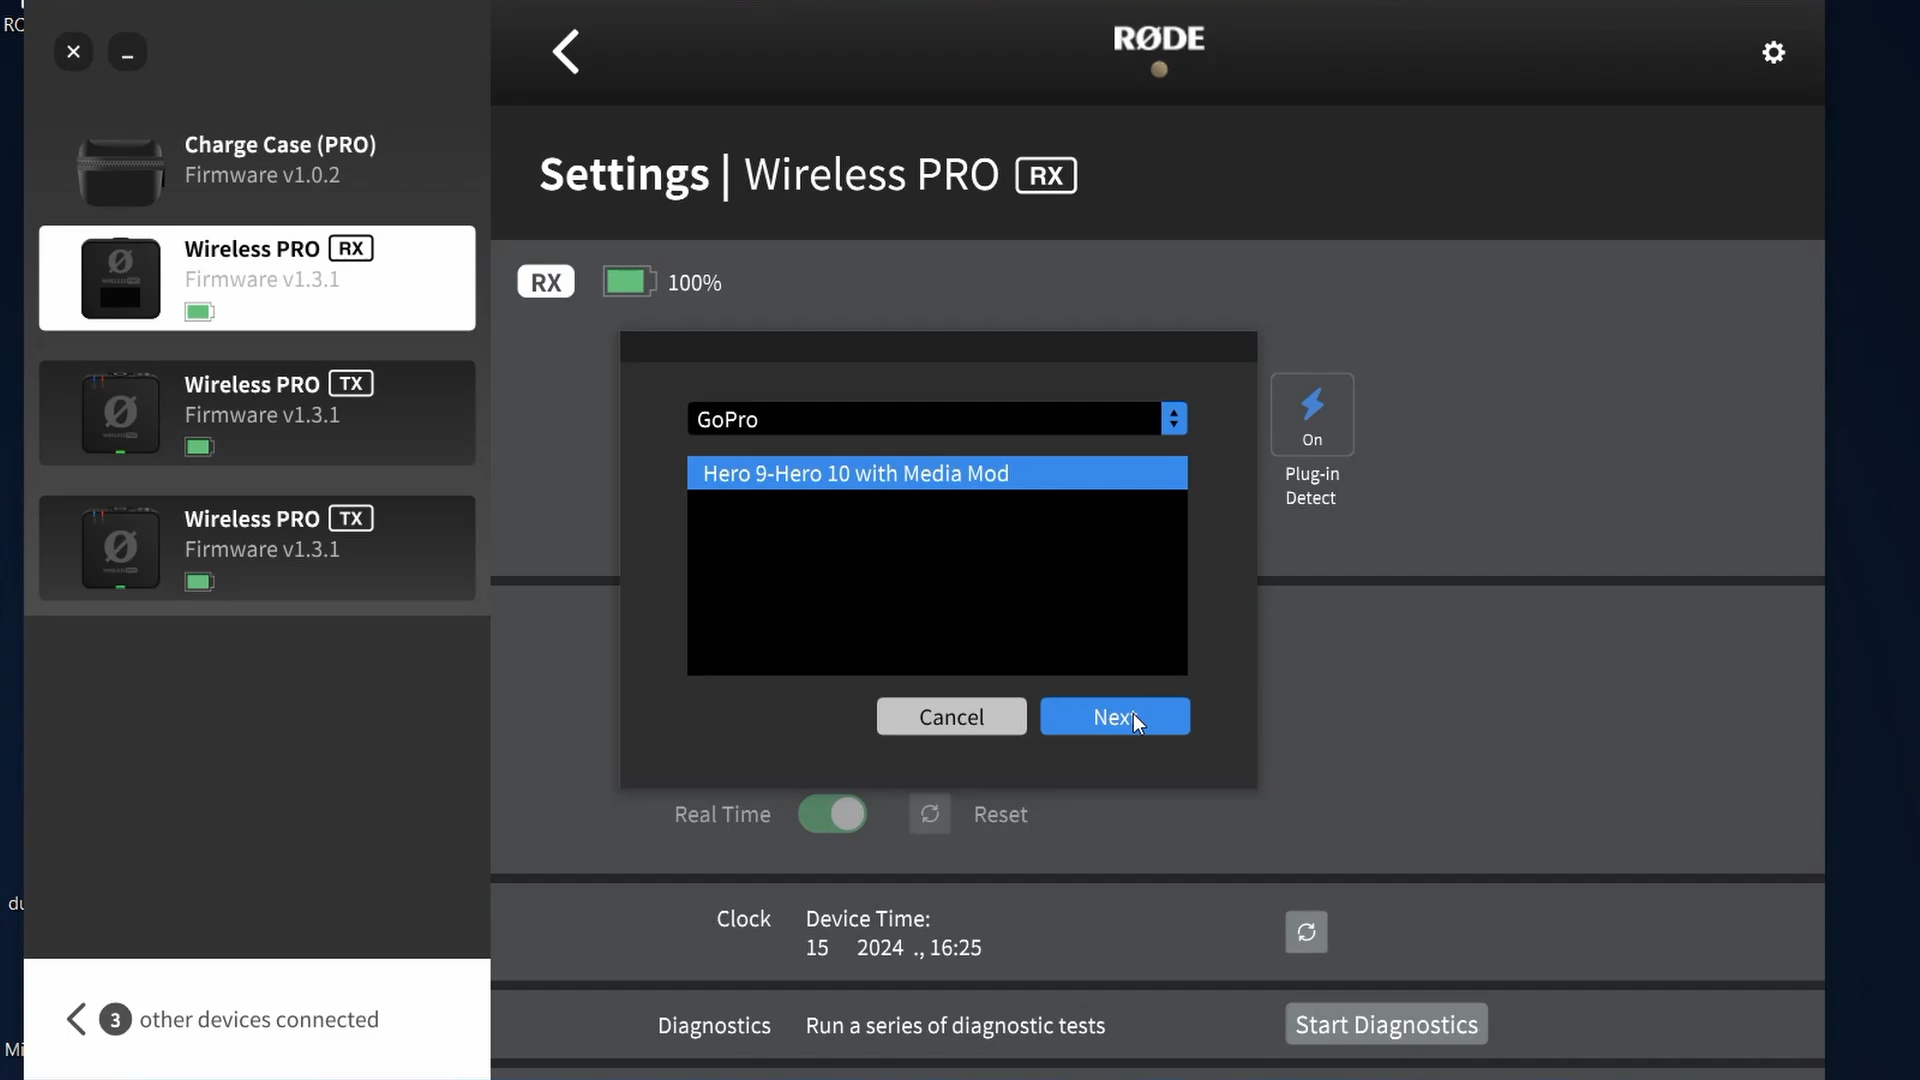 RØDE
Charge Case (PRO)
Firmware v1.0.2
Wireless PRO RX
Firmware v1.3.1
Wireless PRO TX
Firmware v1.3.1
Wireless PRO TX
Firmware v1.3.1
3 other devices connected
Settings | Wireless PRO RX
RX 100%
GoPro
Hero 9-Hero 10 with Media Mod
Cancel
Next
On
Plug-in
Detect
Real Time
Reset
Clock
Device Time:
15 2024 ., 16:25
Diagnostics
Run a series of diagnostic tests
Start Diagnostics